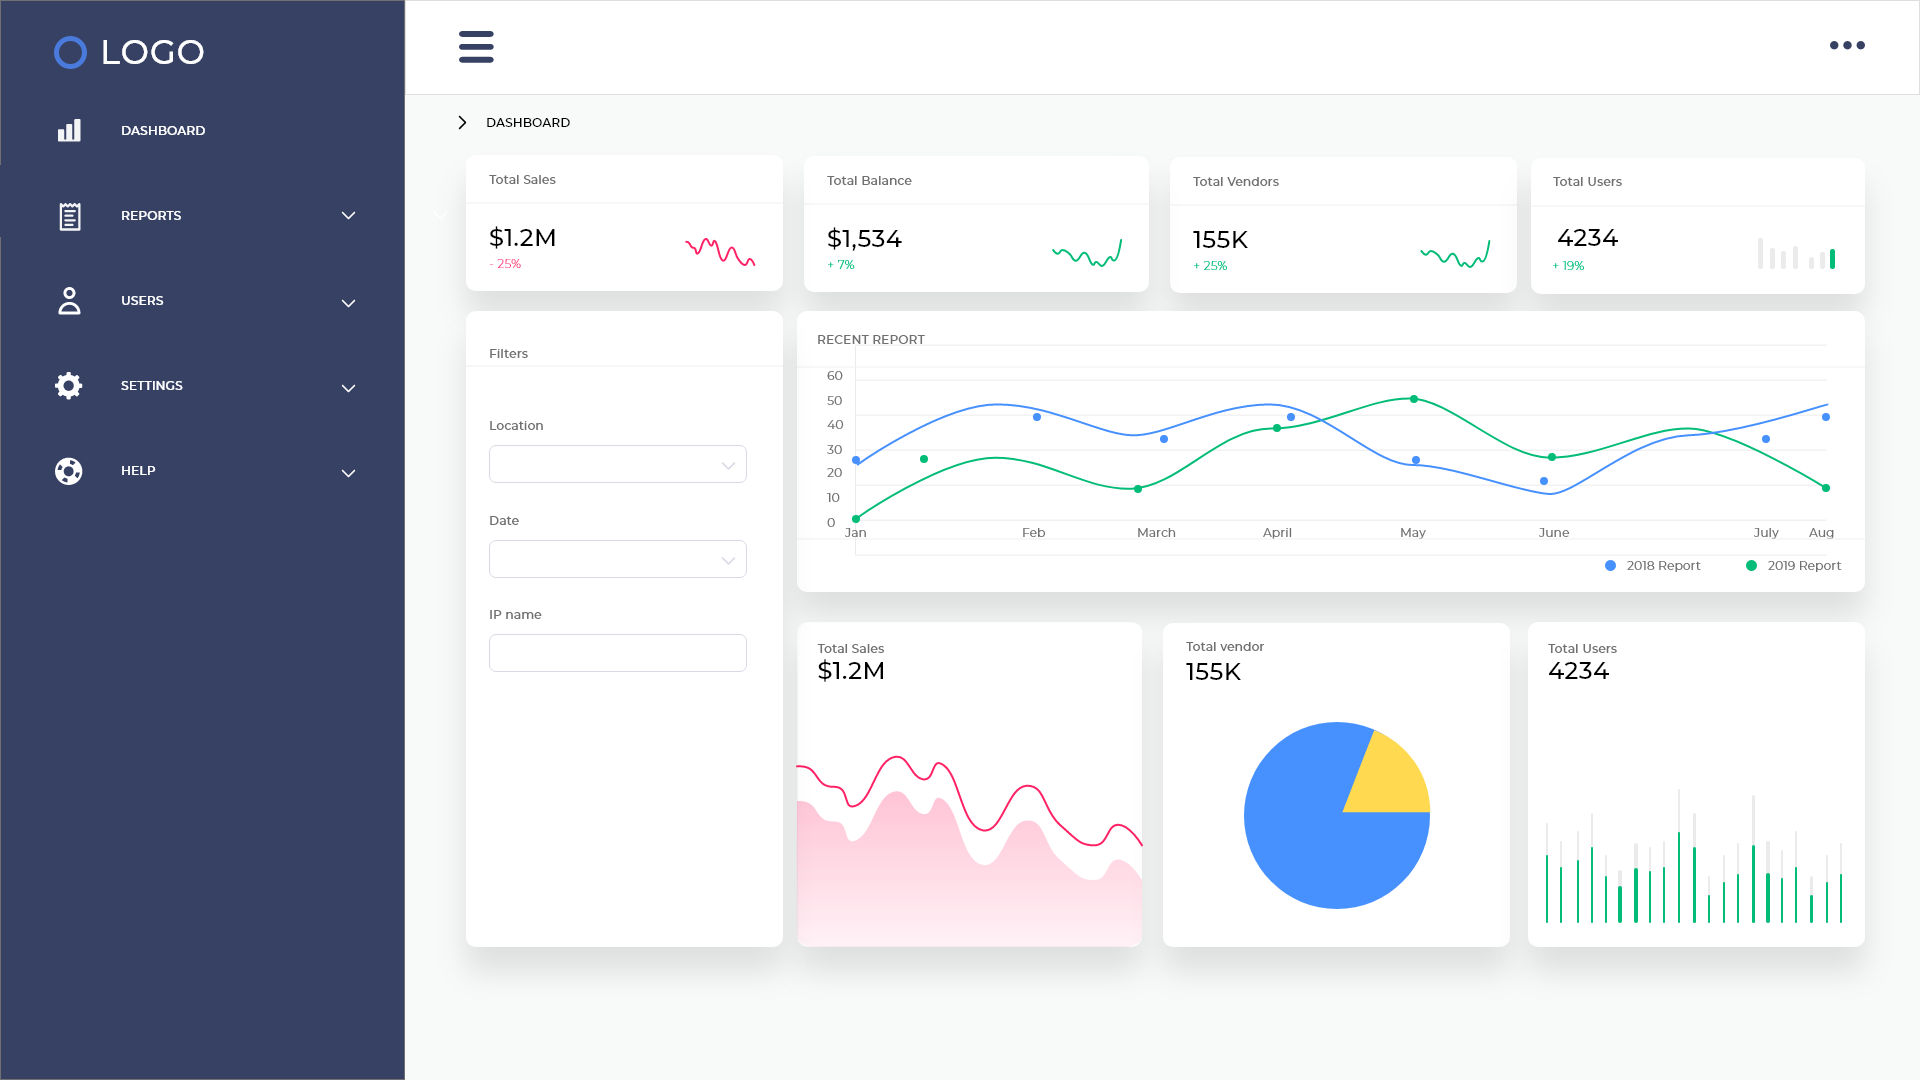 LOGO
DASHBOARD
REPORTS
USERS
SETTINGS
HELP
DASHBOARD
Total Sales
$1.2M
- 25%
Total Balance
$1,534
+ 7%
Total Vendors
155K
+ 25%
Total Users
4234
+ 19%
Filters
Location
Date
IP name
RECENT REPORT
60
50
40
30
20
10
0
Jan Feb March April May June July Aug
2018 Report 2019 Report
Total Sales
$1.2M
Total vendor
155K
Total Users
4234